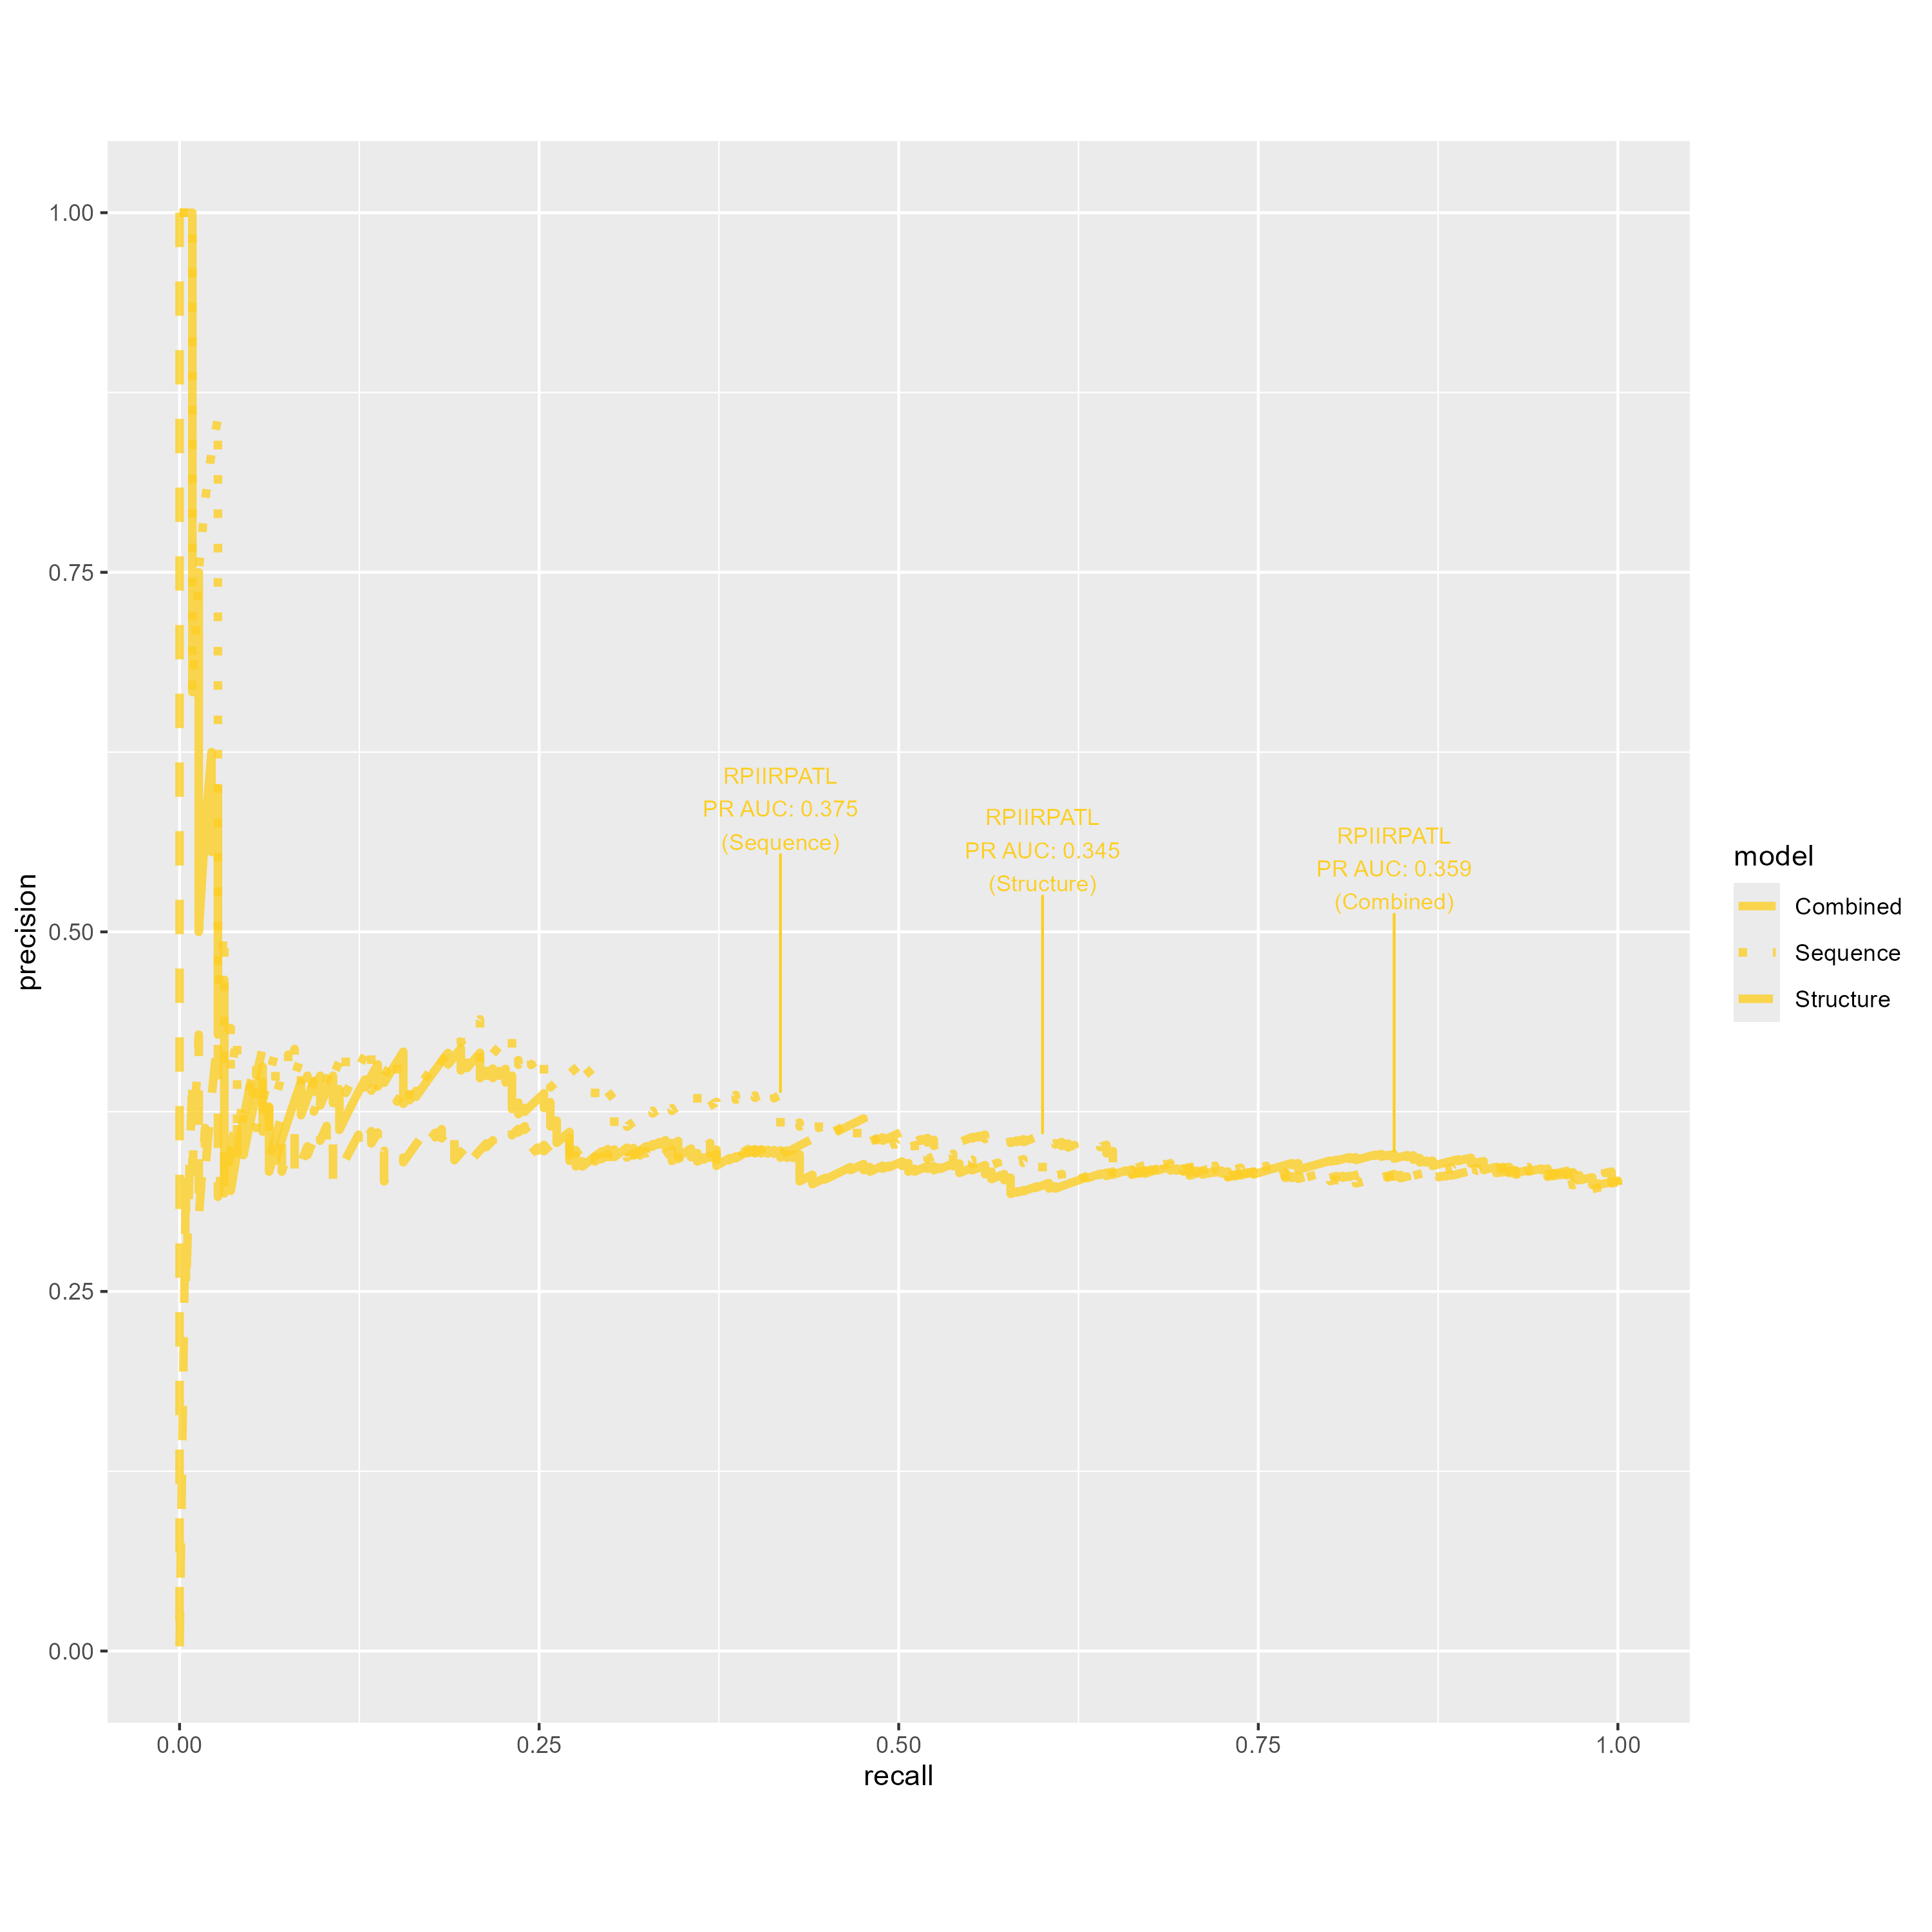 precision
1.00
0.75
0.50
0.25
0.00
RPIIRPATL
PR AUC: 0.375
(Sequence)
RPIIRPATL
PR AUC: 0.345
(Structure)
RPIIRPATL
PR AUC: 0.359
(Combined)
0.00
0.25
0.50
0.75
1.00
recall
model
Combined
Sequence
Structure